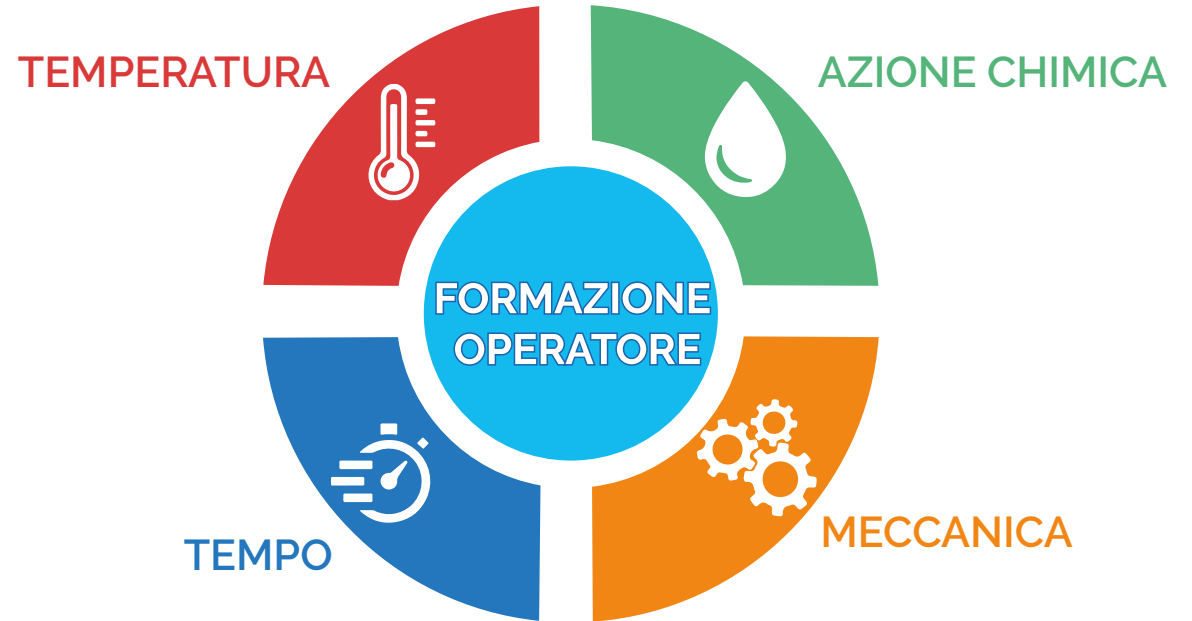 TEMPERATURA
AZIONE CHIMICA
FORMAZIONE
OPERATORE
TEMPO
MECCANICA